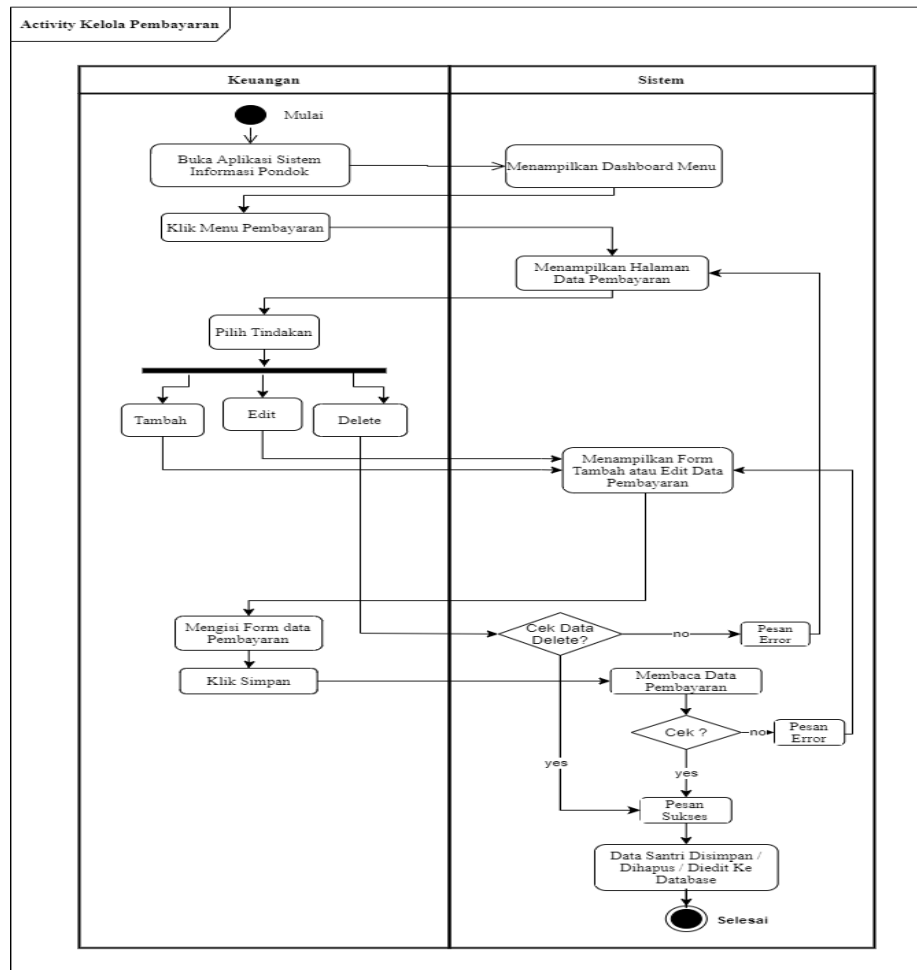 Activity Kelola Pembayaran
Keuangan
Sistem
Mulai
Buka Aplikasi Sistem
Informasi Pondok
Menampilkan Dashboard Menu
Klik Menu Pembayaran
Menampilkan Halaman
Data Pembayaran
Pilih Tindakan
Tambah
Edit
Delete
Menampilkan Form
Tambah atau Edit Data
Pembayaran
Mengisi Form data
Pembayaran
Cek Data
Delete?
no
Pesan
Error
Klik Simpan
Membaca Data
Pembayaran
Cek ?
no
Pesan
Error
yes
yes
Pesan
Sukses
Data Santri Disimpan /
Dihapus / Diedit Ke
Database
Selesai